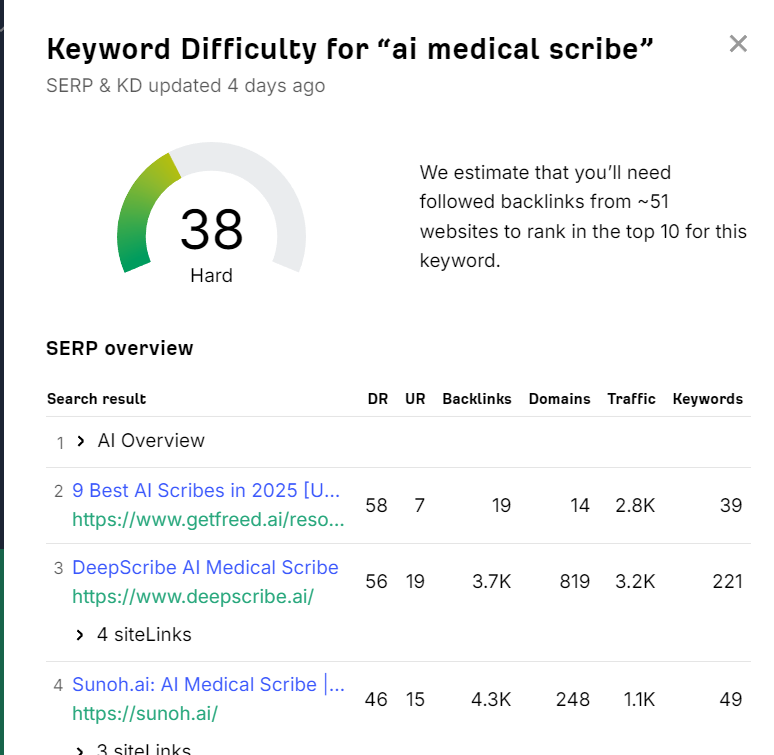 Keyword Difficulty for “ai medical scribe”
SERP & KD updated 4 days ago
38
Hard
We estimate that you’ll need
followed backlinks from ~51
websites to rank in the top 10 for this
keyword.
SERP overview
Search result DR UR Backlinks Domains Traffic Keywords
1 AI Overview
2 9 Best AI Scribes in 2025 [U...
https://www.getfreed.ai/reso... 58 7 19 14 2.8K 39
3 DeepScribe AI Medical Scribe
https://www.deepscribe.ai/ 56 19 3.7K 819 3.2K 221
4 siteLinks
4 Sunoh.ai: AI Medical Scribe |...
https://sunoh.ai/ 46 15 4.3K 248 1.1K 49
3 siteLinks